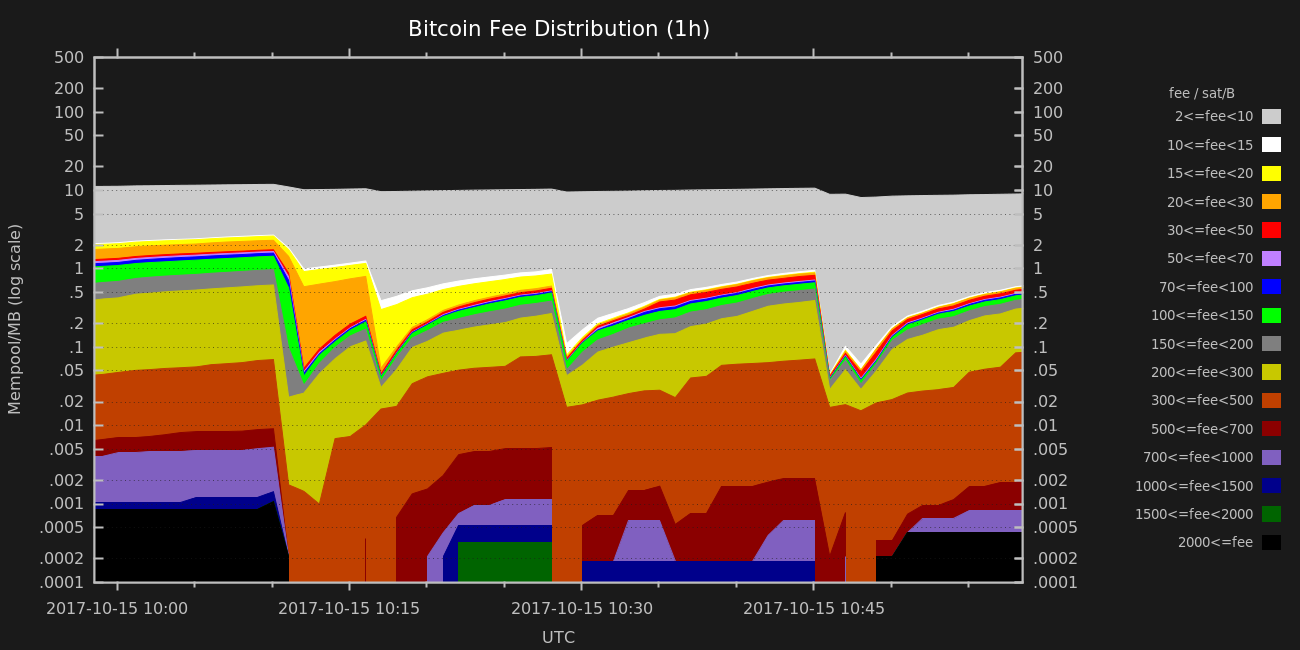 Bitcoin Fee Distribution (1h)
500
200
100
50
20
10
5
2
1
.5
.2
.1
.05
.02
.01
.005
.002
.001
.0005
.0002
.0001
Mempool/MB (log scale)
500
200
100
50
20
10
5
2
1
.5
.2
.1
.05
.02
.01
.005
.002
.001
.0005
.0002
.0001
2017-10-15 10:00
2017-10-15 10:15
2017-10-15 10:30
2017-10-15 10:45
UTC
fee / sat/B
2<=fee<10
10<=fee<15
15<=fee<20
20<=fee<30
30<=fee<50
50<=fee<70
70<=fee<100
100<=fee<150
150<=fee<200
200<=fee<300
300<=fee<500
500<=fee<700
700<=fee<1000
1000<=fee<1500
1500<=fee<2000
2000<=fee